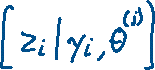 [z_i | y_i, θ^{(i)}]